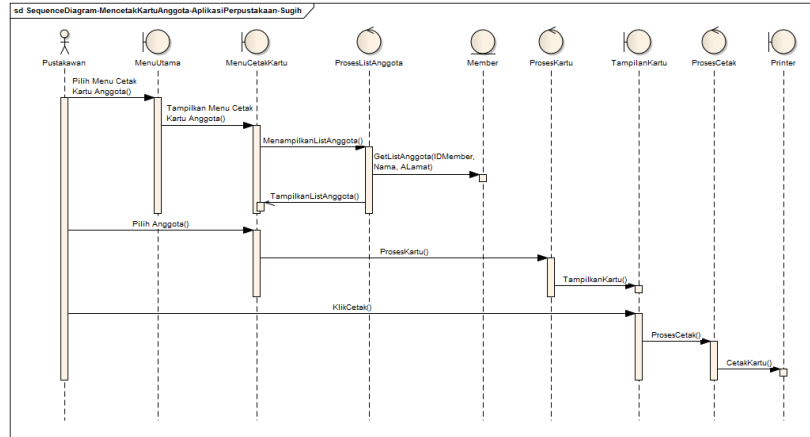 sd SequenceDiagram-MencetakKartuAnggota-AplikasiPerpustakaan-Sugih
Pustakawan
MenuUtama
MenuCetakKartu
ProsesListAnggota
Member
ProsesKartu
TampilanKartu
ProsesCetak
Printer
Pilih Menu Cetak
Kartu Anggota()
Tampilkan Menu Cetak
Kartu Anggota()
MenampilkanListAnggota()
GetListAnggota(IDMember,
Nama, ALamat)
TampilkanListAnggota()
Pilih Anggota()
ProsesKartu()
TampilkanKartu()
KlikCetak()
ProsesCetak()
CetakKartu()